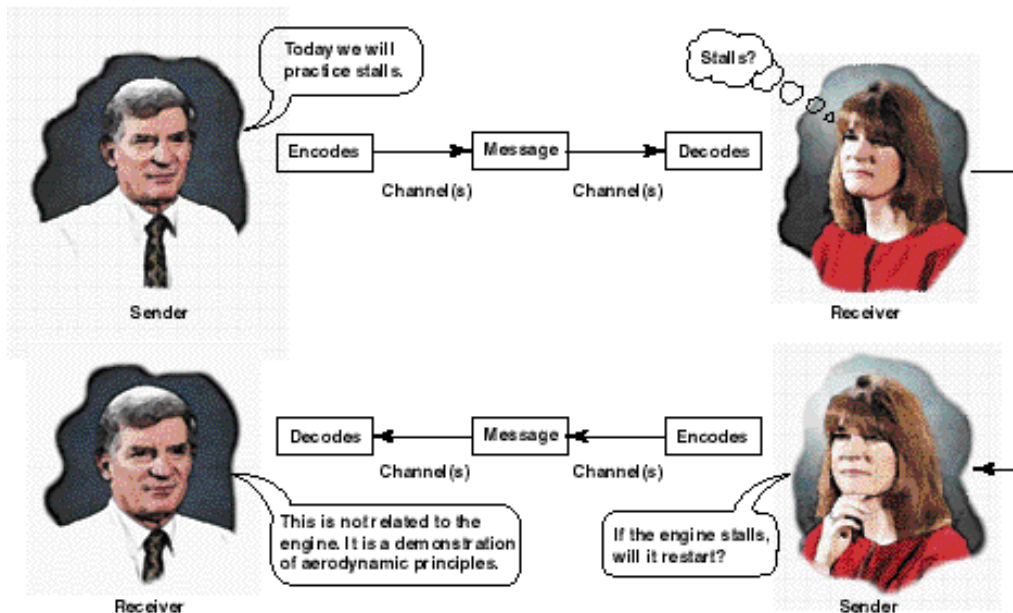 Today we will
practice stalls.
Stalls?
Encodes
Message
Decodes
Channel(s)
Channel(s)
Sender
Receiver
Decodes
Message
Encodes
Channel(s)
Channel(s)
This is not related to the
engine. It is a demonstration
of aerodynamic principles.
If the engine stalls,
will it restart?
Receiver
Sender